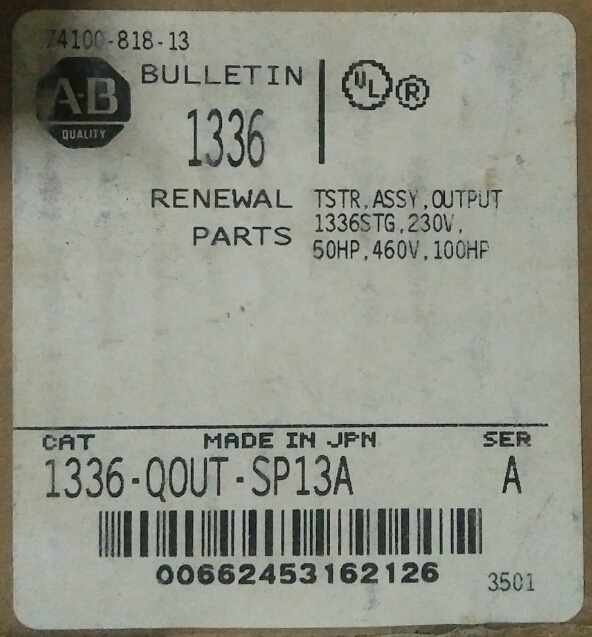 74100-818-13
A-B
QUALITY
BULLETIN
1336
UL R
RENEWAL
PARTS
TSTR,ASSY,OUTPUT
1336STG,230V,
50HP,460V,100HP
CAT MADE IN JPN SER
1336-QOUT-SP13A A
00662453162126
3501